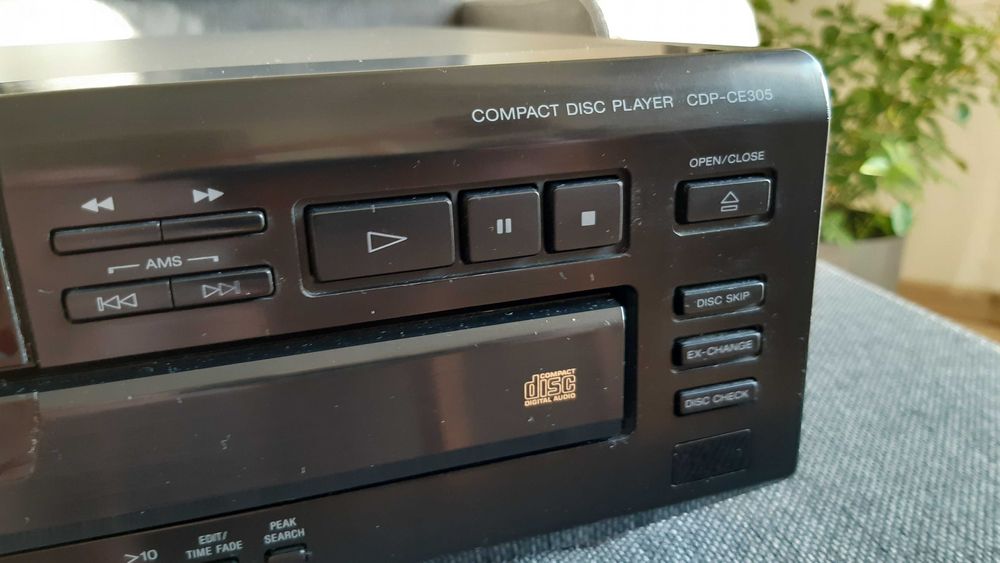 COMPACT DISC PLAYER CDP-CE305
OPEN/CLOSE
AMS
DISC SKIP
EX-CHANGE
DISC CHECK
COMPACT
disc
DIGITAL AUDIO
>10
EDIT/
TIME FADE
PEAK
SEARCH